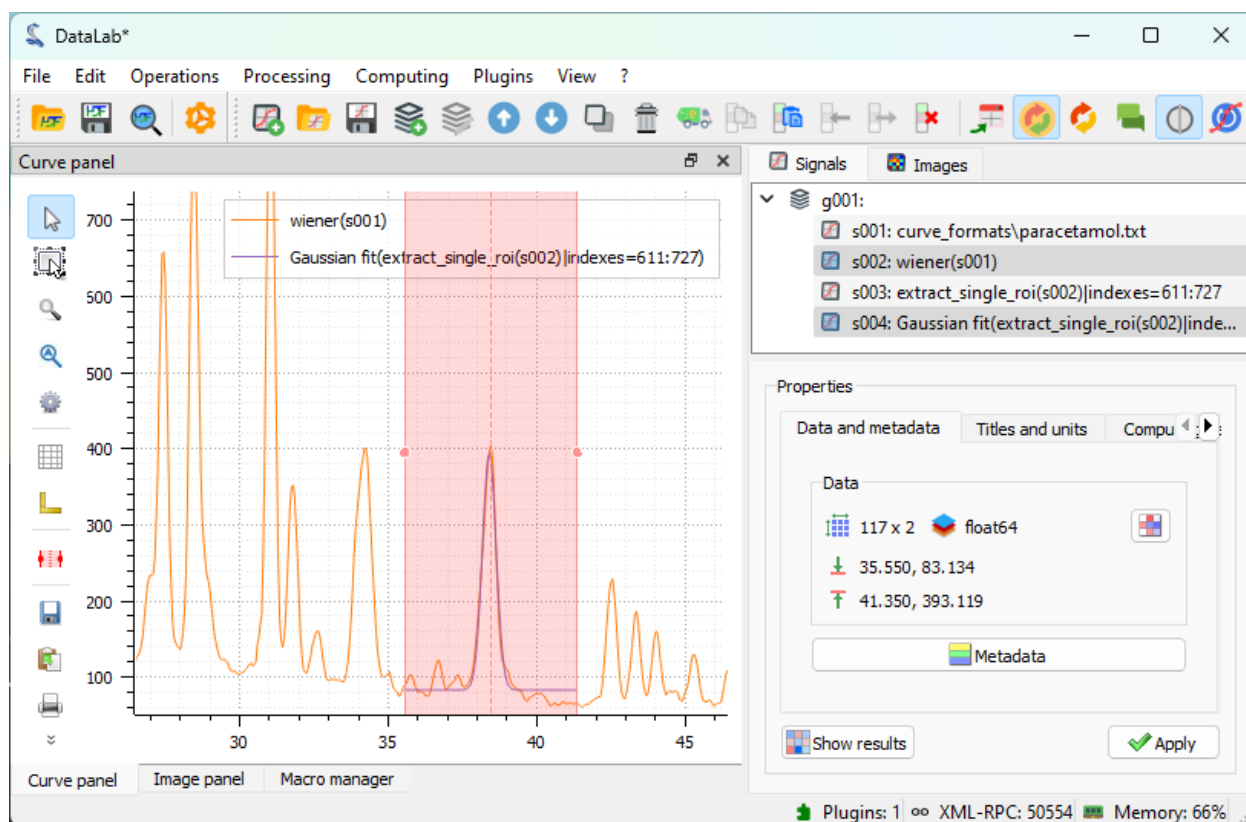 DataLab*
File Edit Operations Processing Computing Plugins View ?
Curve panel
700
600
500
400
300
200
100
30 35 40 45
wiener(s001)
Gaussian fit(extract_single_roi(s002)|indexes=611:727)
Curve panel Image panel Macro manager
Signals Images
g001:
s001: curve_formats\paracetamol.txt
s002: wiener(s001)
s003: extract_single_roi(s002)|indexes=611:727
s004: Gaussian fit(extract_single_roi(s002)|inde...
Properties
Data and metadata Titles and units Compu
Data
117 x 2 float64
35.550, 83.134
41.350, 393.119
Metadata
Show results Apply
Plugins: 1 XML-RPC: 50554 Memory: 66%